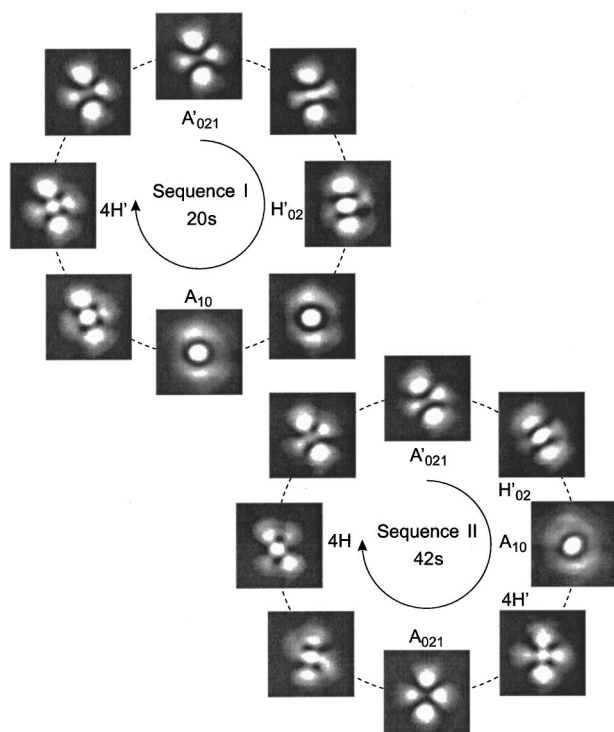 A'021
Sequence I
20s
4H'
H'02
A10
A'021
H'02
Sequence II
42s
4H
A10
4H'
A021